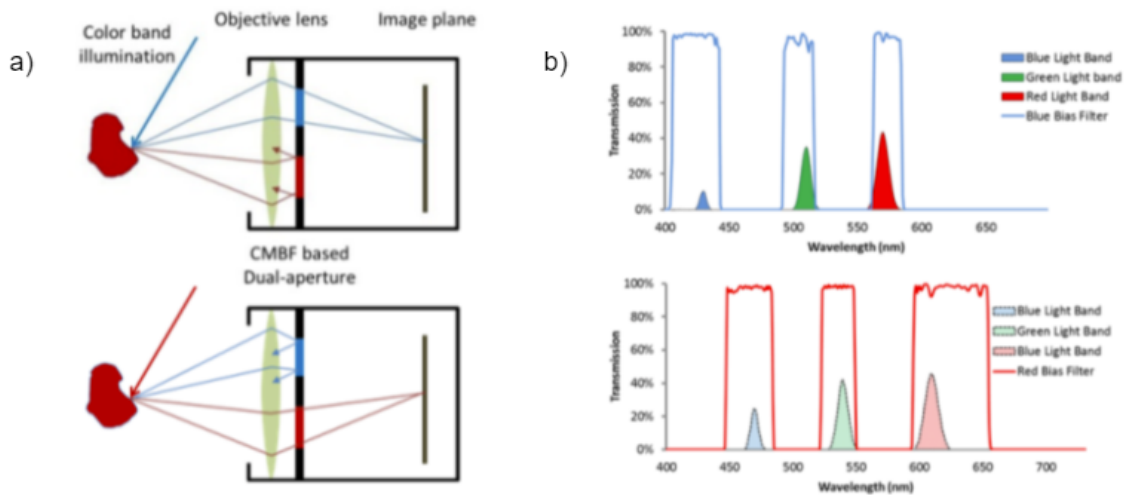 a)
Color band
illumination
Objective lens
Image plane
CMBF based
Dual-aperture
b)
100%
80%
60%
40%
20%
0%
Transmission
400 450 500 550 600 650
Wavelength (nm)
Blue Light Band
Green Light band
Red Light Band
Blue Bias Filter
100%
80%
60%
40%
20%
0%
Transmission
400 450 500 550 600 650 700
Wavelength (nm)
Blue Light Band
Green Light Band
Blue Light Band
Red Bias Filter